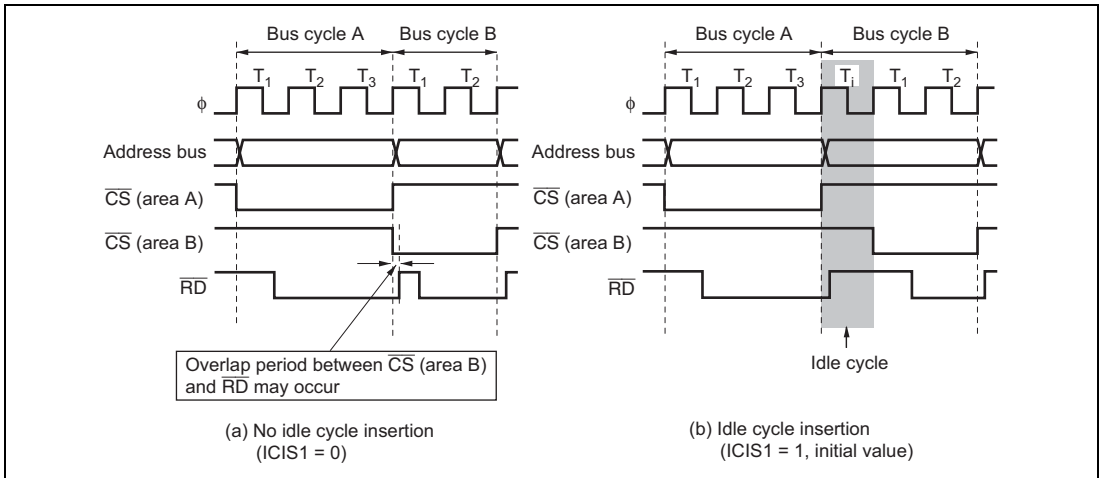 Bus cycle A Bus cycle B
T1 T2 T3 T1 T2
ϕ
Address bus
CS (area A)
CS (area B)
RD
Overlap period between CS (area B)
and RD may occur
(a) No idle cycle insertion
(ICIS1 = 0)
Bus cycle A Bus cycle B
T1 T2 T3 Ti T1 T2
ϕ
Address bus
CS (area A)
CS (area B)
RD
Idle cycle
(b) Idle cycle insertion
(ICIS1 = 1, initial value)